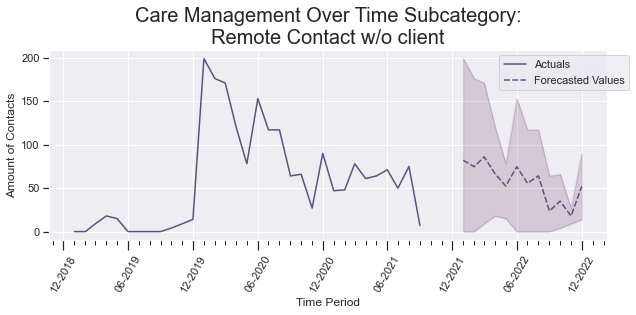 Care Management Over Time Subcategory:
Remote Contact w/o client
Actuals
Forecasted Values
Amount of Contacts
200
150
100
50
0
12-2018
06-2019
12-2019
06-2020
12-2020
06-2021
12-2021
06-2022
12-2022
Time Period